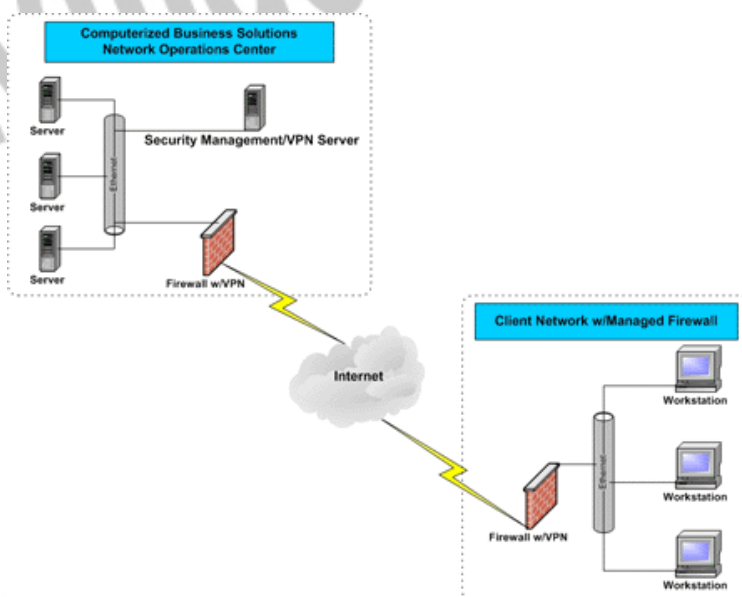 Computerized Business Solutions
Network Operations Center
Server
Security Management/VPN Server
Ethernet
Server
Server
Firewall w/VPN
Internet
Client Network w/Managed Firewall
Workstation
Ethernet
Workstation
Firewall w/VPN
Workstation